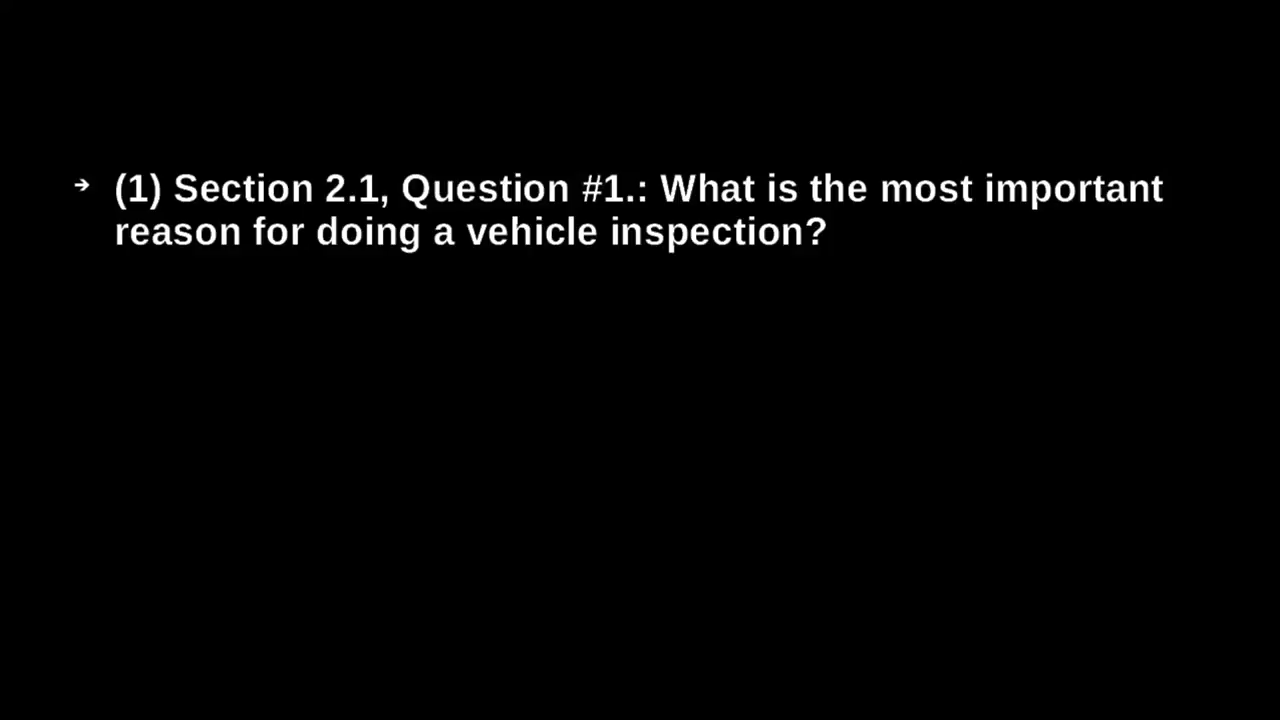 ➔ (1) Section 2.1, Question #1.: What is the most important
reason for doing a vehicle inspection?